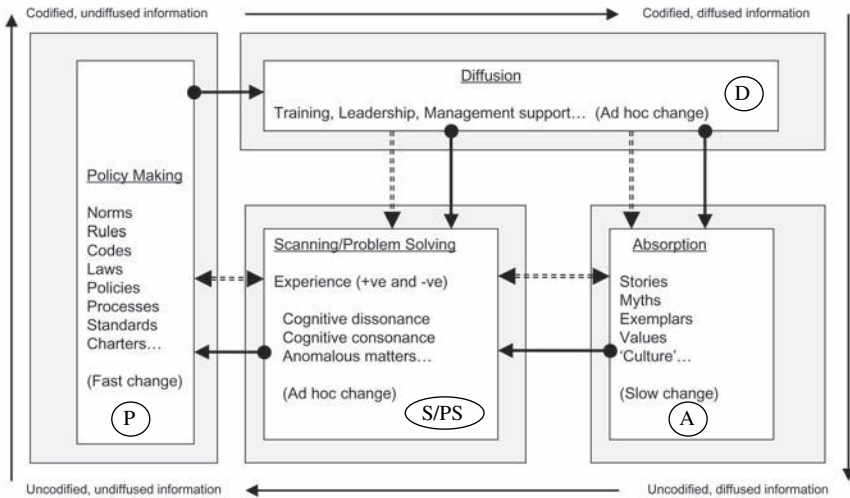 Codified, undiffused information
Codified, diffused information
Diffusion
D
Training, Leadership, Management support… (Ad hoc change)
Policy Making
Norms
Rules
Codes
Laws
Policies
Processes
Standards
Charters…
(Fast change)
P
Scanning/Problem Solving
Experience (+ve and -ve)
Cognitive dissonance
Cognitive consonance
Anomalous matters…
(Ad hoc change)
S/PS
Absorption
Stories
Myths
Exemplars
Values
‘Culture’…
(Slow change)
A
Uncodified, undiffused information
Uncodified, diffused information